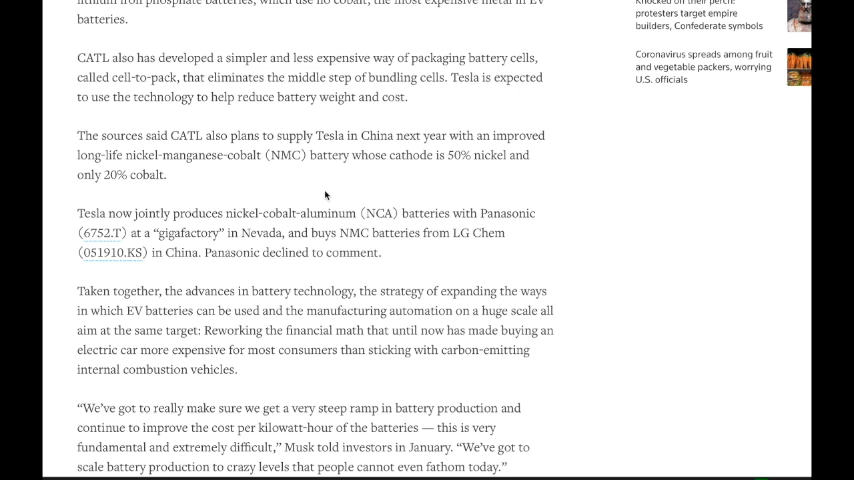 lithium iron phosphate batteries, which use no cobalt, the most expensive metal in EV
batteries.
CATL also has developed a simpler and less expensive way of packaging battery cells,
called cell-to-pack, that eliminates the middle step of bundling cells. Tesla is expected
to use the technology to help reduce battery weight and cost.
The sources said CATL also plans to supply Tesla in China next year with an improved
long-life nickel-manganese-cobalt (NMC) battery whose cathode is 50% nickel and
only 20% cobalt.
Tesla now jointly produces nickel-cobalt-aluminum (NCA) batteries with Panasonic
(6752.T) at a “gigafactory” in Nevada, and buys NMC batteries from LG Chem
(051910.KS) in China. Panasonic declined to comment.
Taken together, the advances in battery technology, the strategy of expanding the ways
in which EV batteries can be used and the manufacturing automation on a huge scale all
aim at the same target: Reworking the financial math that until now has made buying an
electric car more expensive for most consumers than sticking with carbon-emitting
internal combustion vehicles.
“We’ve got to really make sure we get a very steep ramp in battery production and
continue to improve the cost per kilowatt-hour of the batteries — this is very
fundamental and extremely difficult,” Musk told investors in January. “We’ve got to
scale battery production to crazy levels that people cannot even fathom today.”
Knocked off their perch:
protesters target empire
builders, Confederate symbols
Coronavirus spreads among fruit
and vegetable packers, worrying
U.S. officials